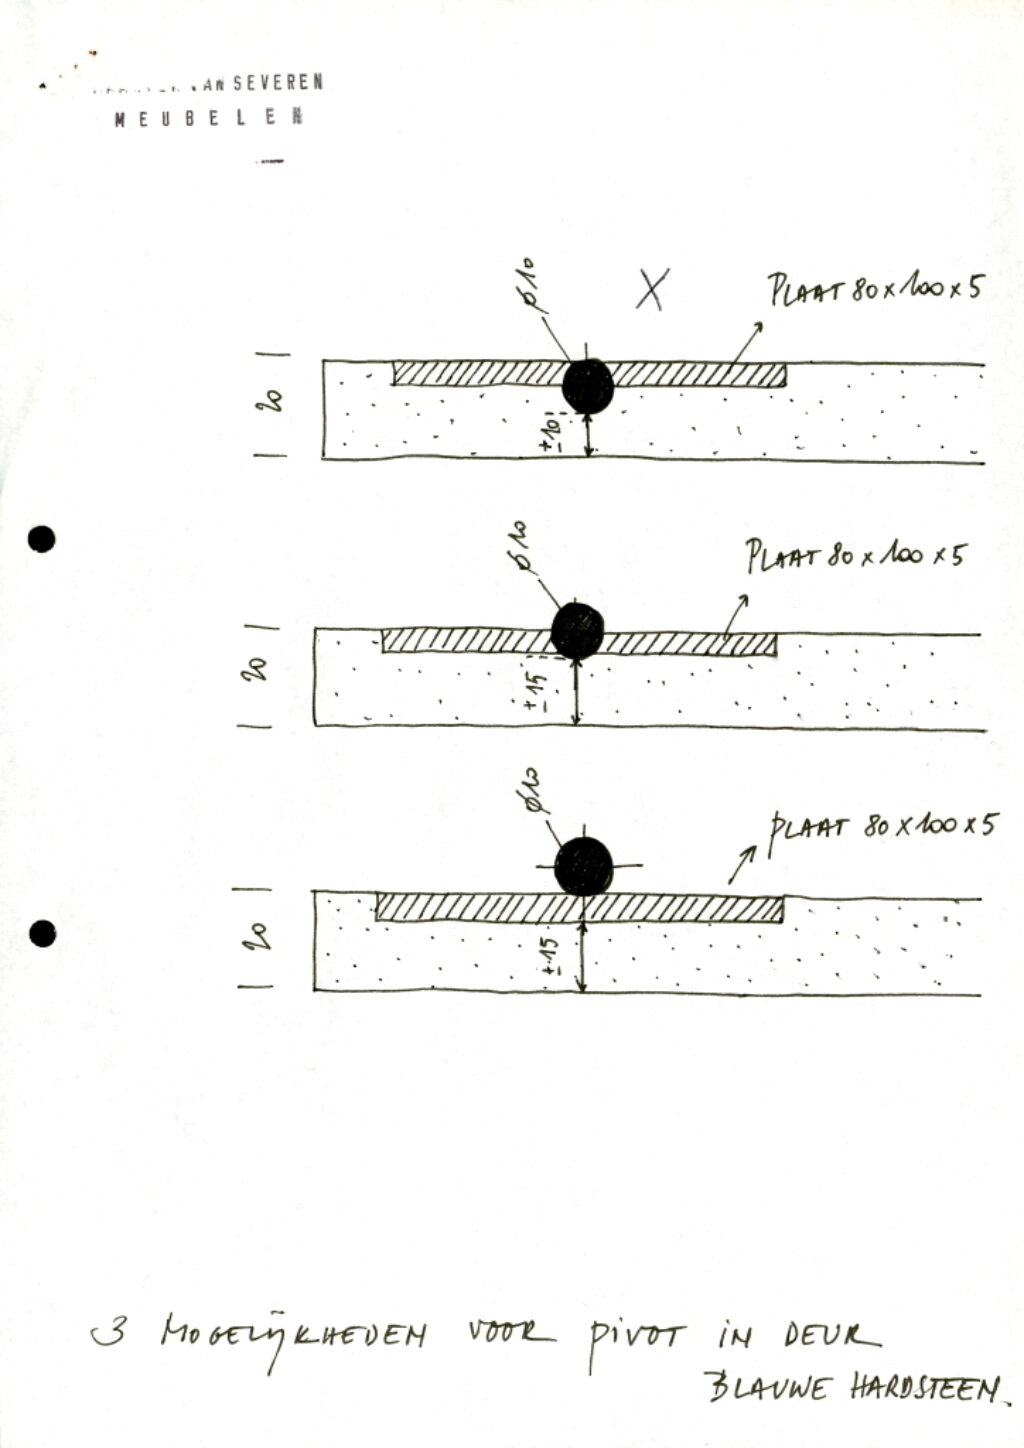 VAN SEVEREN
MEUBELEN
Ø10
X
PLAAT 80 x 100 x 5
20
±10
Ø10
PLAAT 80 x 100 x 5
20
±15
Ø10
PLAAT 80 x 100 x 5
20
±15
3 MOGELIJKHEDEN VOOR PIVOT IN DEUR
BLAUWE HARDSTEEN.